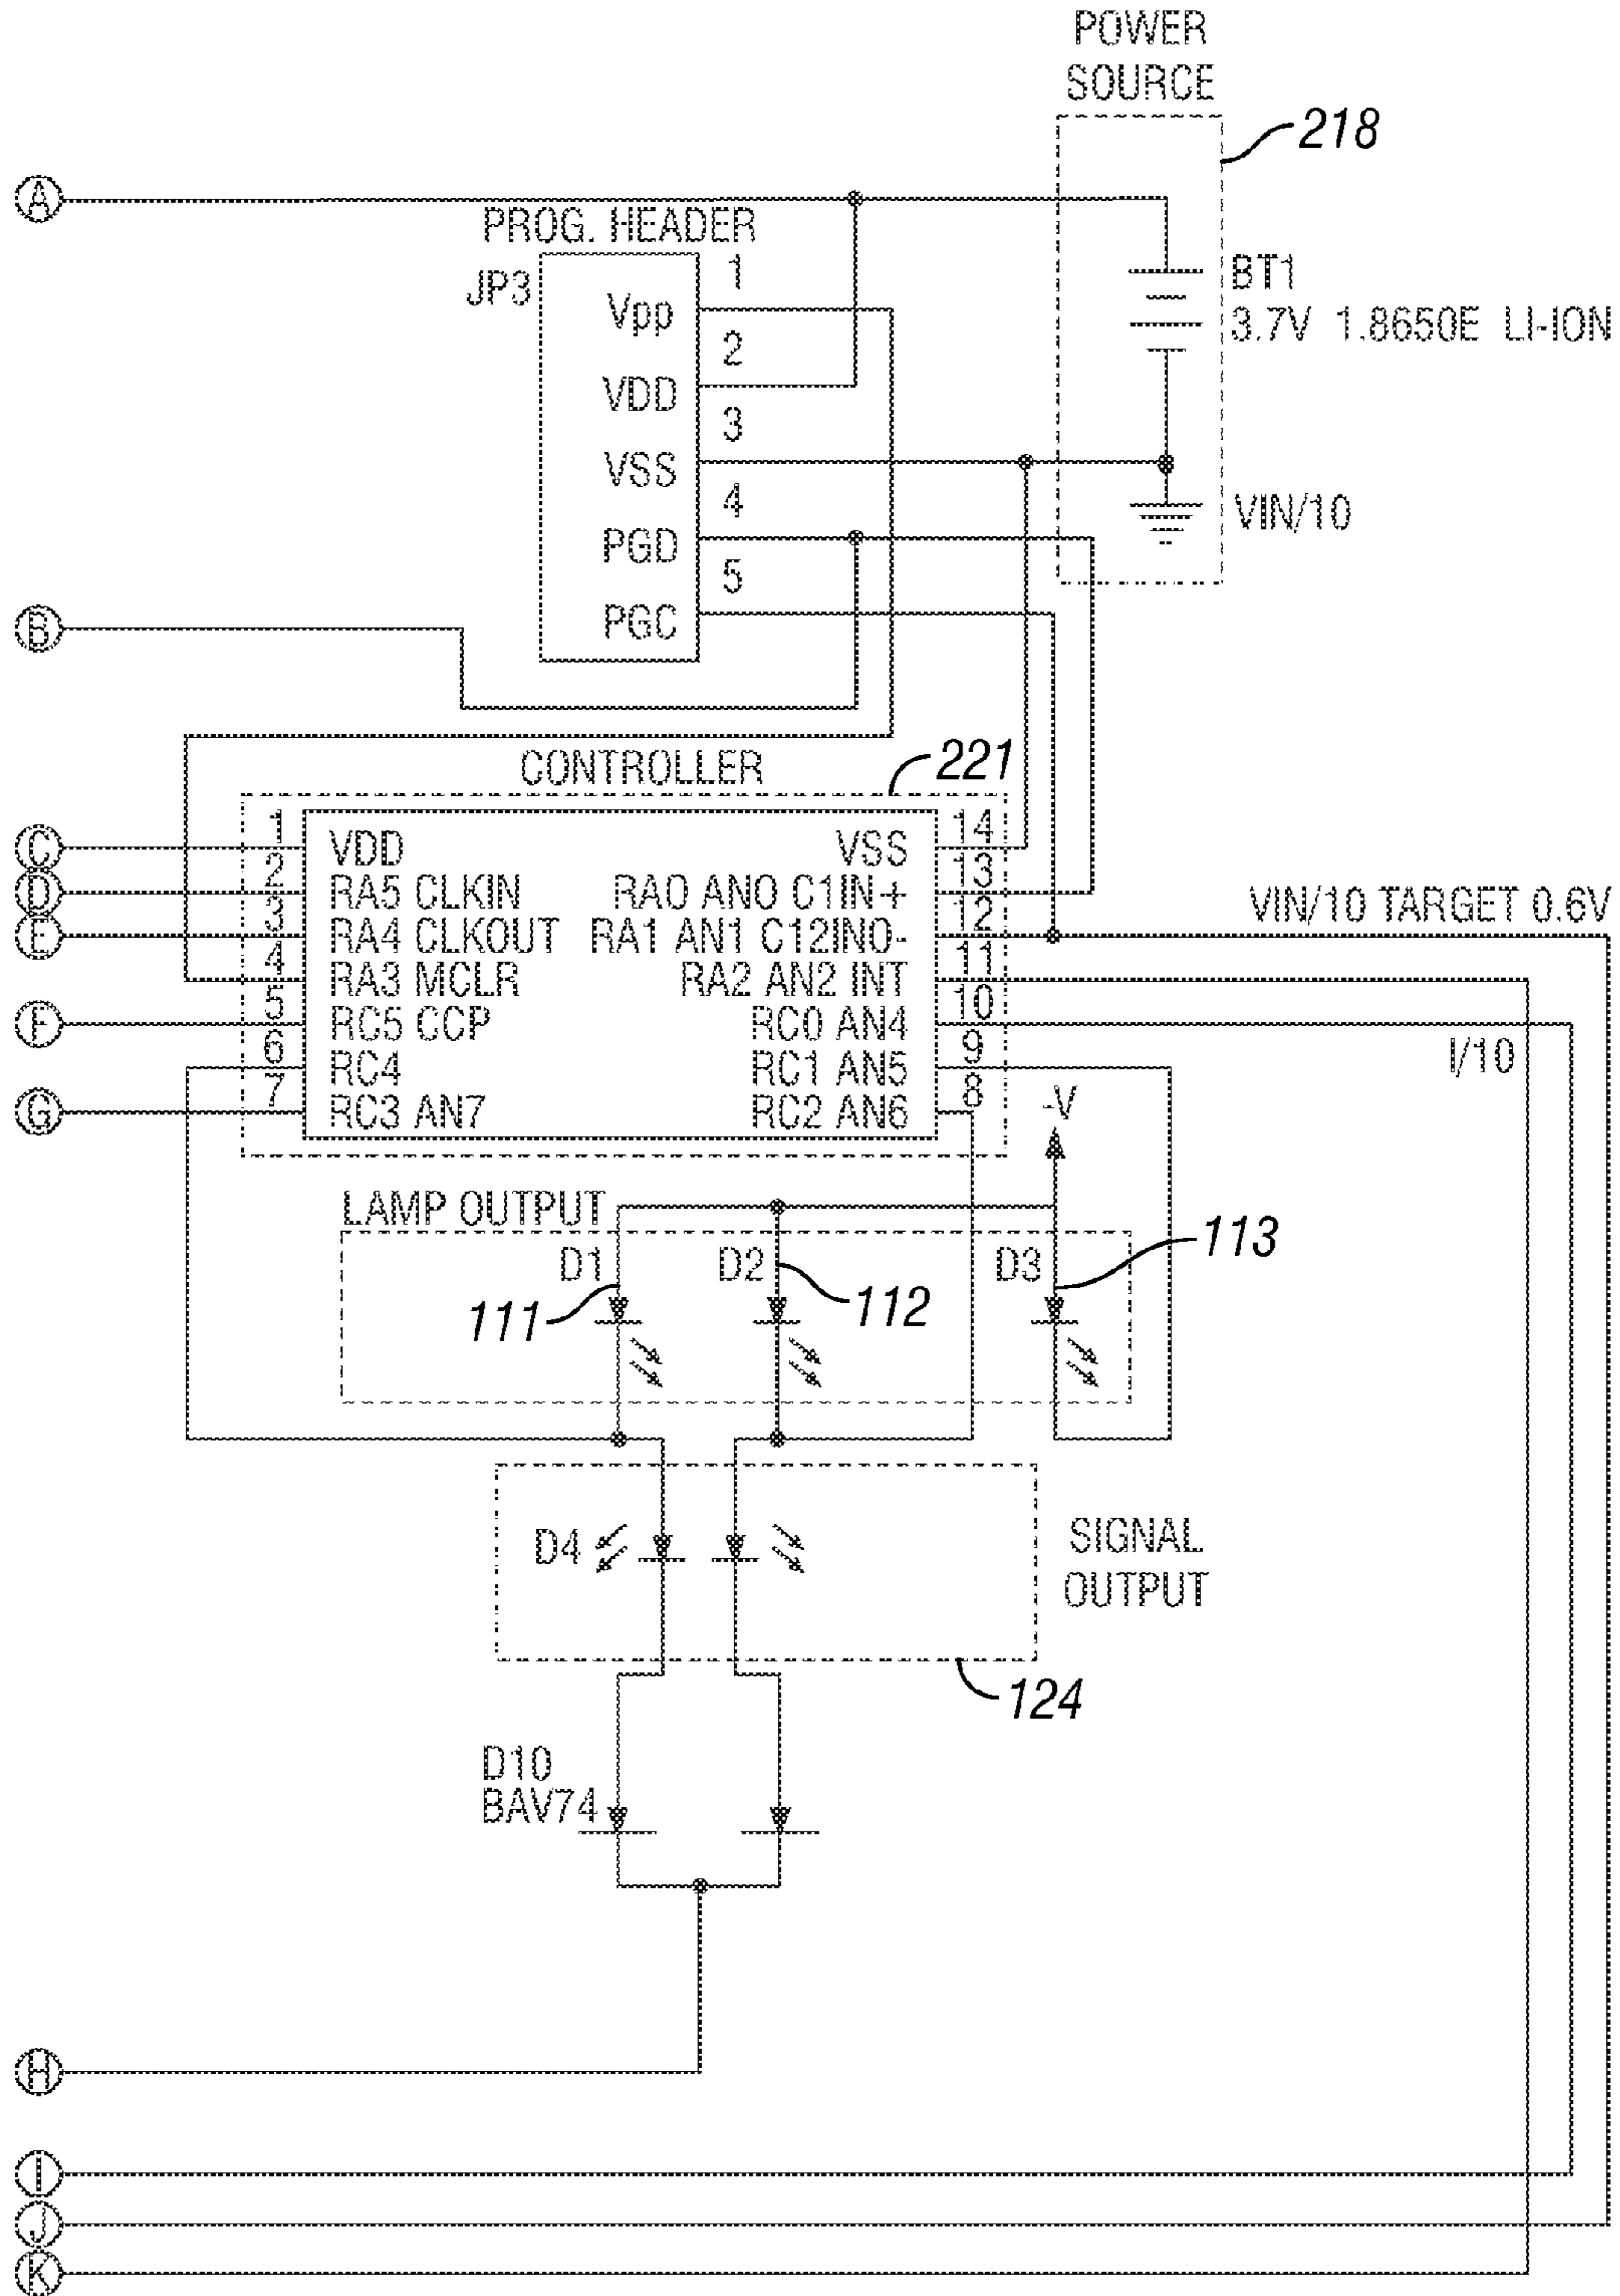 POWER
SOURCE
218
A
PROG. HEADER
JP3
1
Vpp
2
VDD
3
VSS
4
PGD
5
PGC
BT1
3.7V 1.8650E LI-ION
VIN/10
B
CONTROLLER
221
C
1
VDD
VSS
14
D
2
RA5 CLKIN
RA0 AN0 C1IN+
13
E
3
RA4 CLKOUT
RA1 AN1 C12IN0-
12
VIN/10 TARGET 0.6V
4
RA3 MCLR
RA2 AN2 INT
11
F
5
RC5 CCP
RC0 AN4
10
I/10
6
RC4
RC1 AN5
9
G
7
RC3 AN7
RC2 AN6
8
-V
LAMP OUTPUT
D1
D2
D3
111
112
113
D4
SIGNAL
OUTPUT
124
D10
BAV74
H
I
J
K